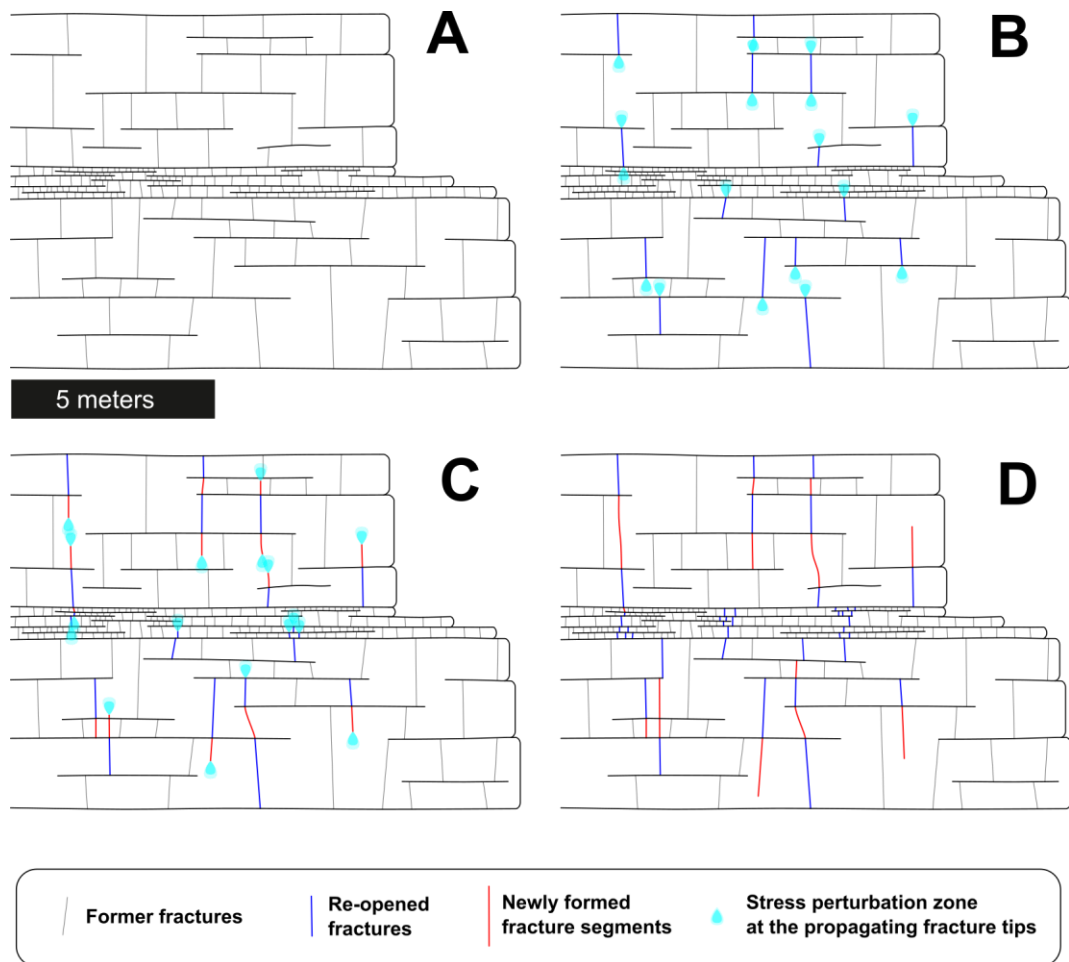 A
B
5 meters
C
D
Former fractures
Re-opened
fractures
Newly formed
fracture segments
Stress perturbation zone
at the propagating fracture tips